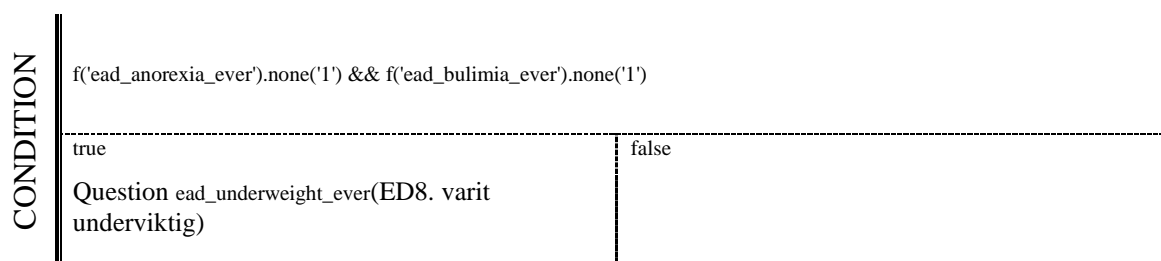 CONDITION
f('ead_anorexia_ever').none('1') && f('ead_bulimia_ever').none('1')
true
false
Question ead_underweight_ever(ED8. varit
underviktig)